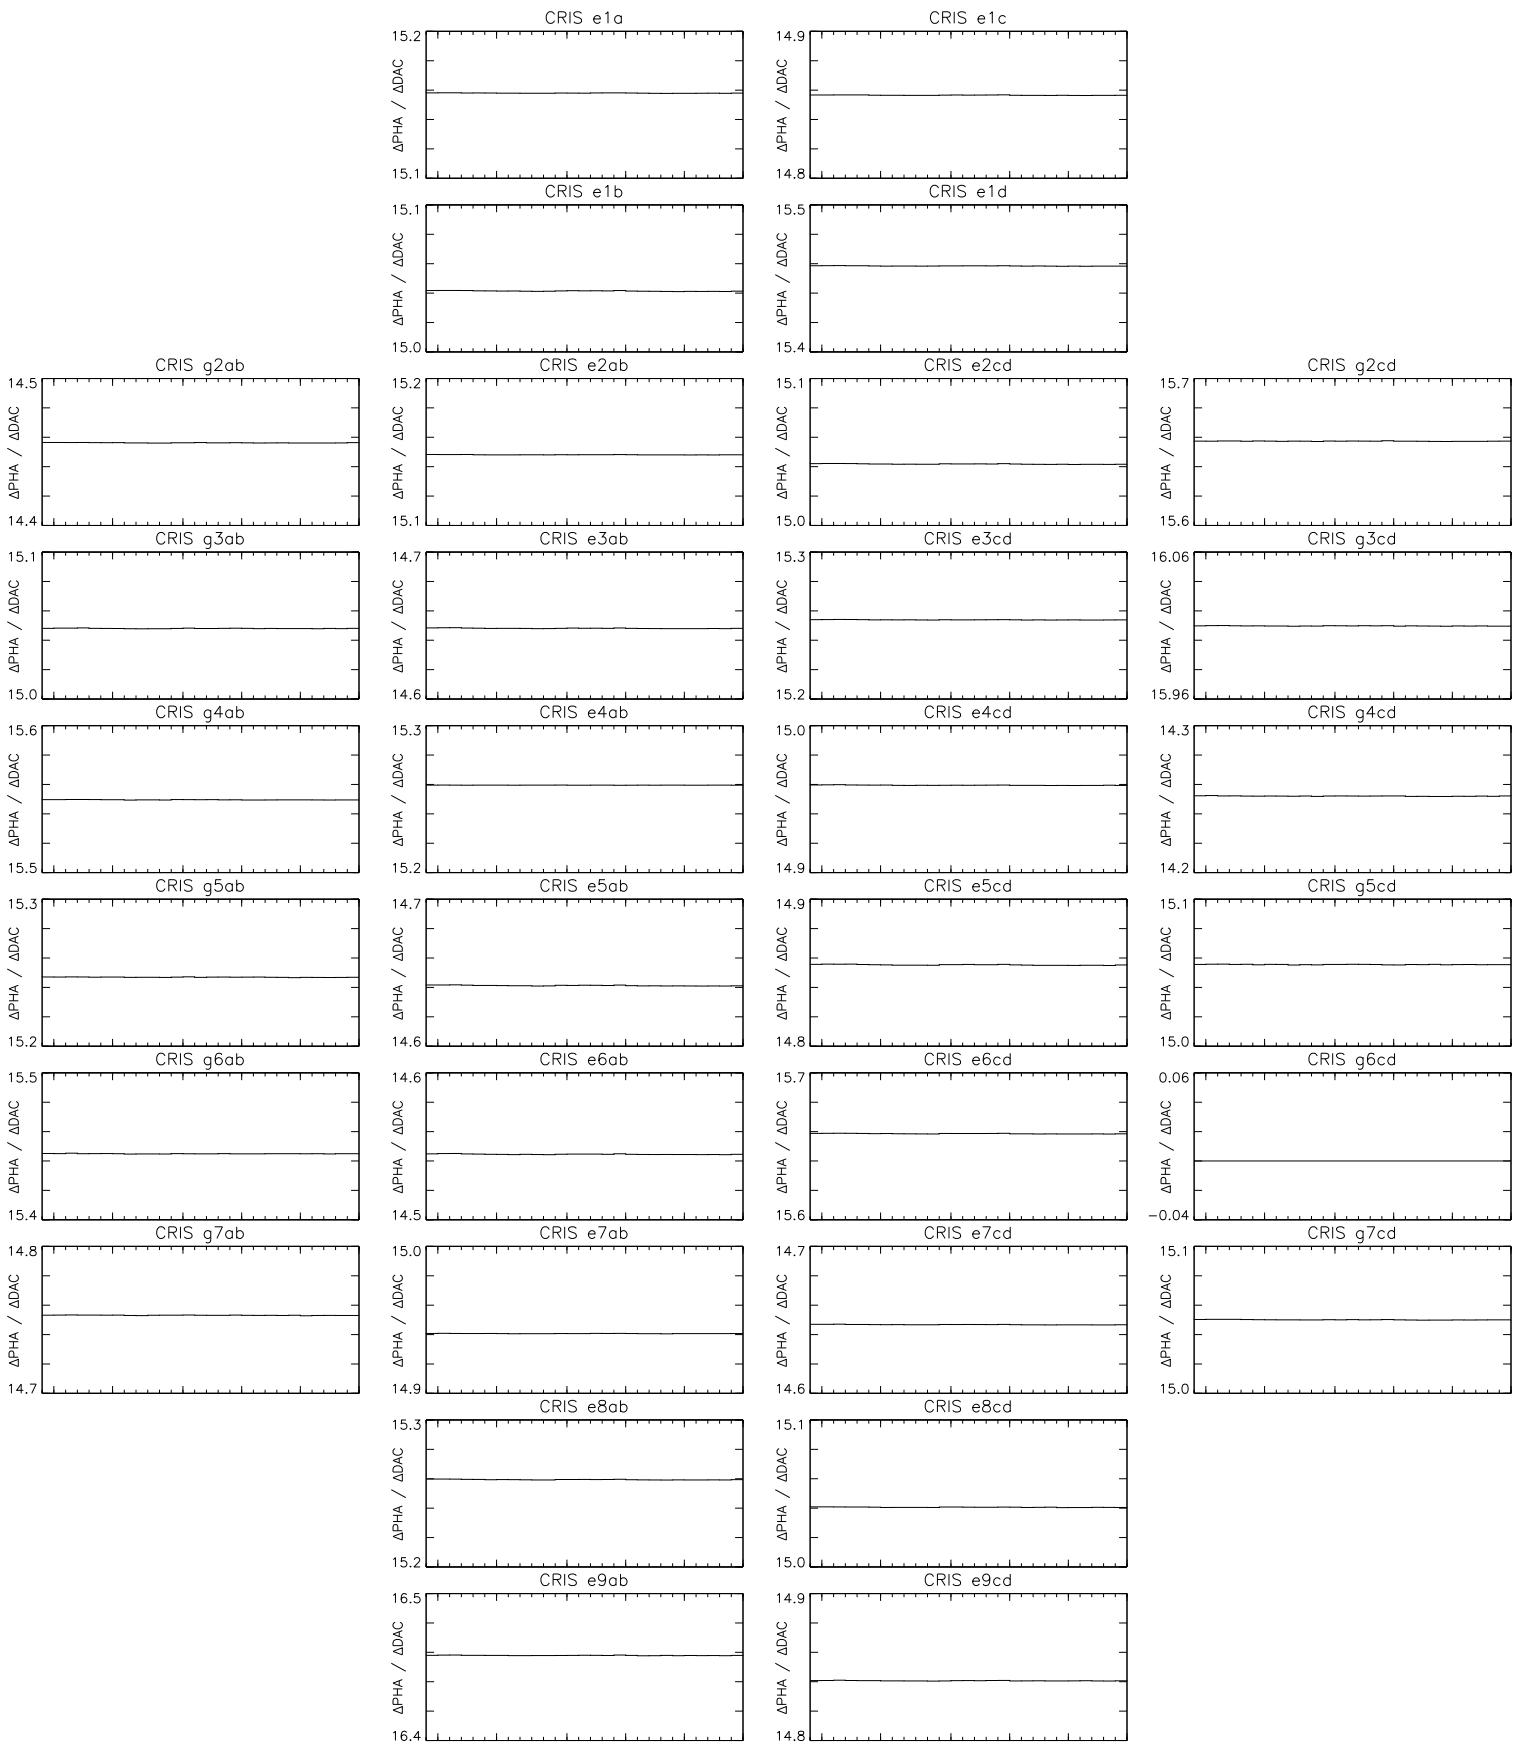 CRIS e1a
15.2
ΔPHA / ΔDAC
15.1
CRIS e1c
14.9
ΔPHA / ΔDAC
14.8
CRIS e1b
15.1
ΔPHA / ΔDAC
15.0
CRIS e1d
15.5
ΔPHA / ΔDAC
15.4
CRIS g2ab
14.5
ΔPHA / ΔDAC
14.4
CRIS e2ab
15.2
ΔPHA / ΔDAC
15.1
CRIS e2cd
15.1
ΔPHA / ΔDAC
15.0
CRIS g2cd
15.7
ΔPHA / ΔDAC
15.6
CRIS g3ab
15.1
ΔPHA / ΔDAC
15.0
CRIS e3ab
14.7
ΔPHA / ΔDAC
14.6
CRIS e3cd
15.3
ΔPHA / ΔDAC
15.2
CRIS g3cd
16.06
ΔPHA / ΔDAC
15.96
CRIS g4ab
15.6
ΔPHA / ΔDAC
15.5
CRIS e4ab
15.3
ΔPHA / ΔDAC
15.2
CRIS e4cd
15.0
ΔPHA / ΔDAC
14.9
CRIS g4cd
14.3
ΔPHA / ΔDAC
14.2
CRIS g5ab
15.3
ΔPHA / ΔDAC
15.2
CRIS e5ab
14.7
ΔPHA / ΔDAC
14.6
CRIS e5cd
14.9
ΔPHA / ΔDAC
14.8
CRIS g5cd
15.1
ΔPHA / ΔDAC
15.0
CRIS g6ab
15.5
ΔPHA / ΔDAC
15.4
CRIS e6ab
14.6
ΔPHA / ΔDAC
14.5
CRIS e6cd
15.7
ΔPHA / ΔDAC
15.6
CRIS g6cd
0.06
ΔPHA / ΔDAC
−0.04
CRIS g7ab
14.8
ΔPHA / ΔDAC
14.7
CRIS e7ab
15.0
ΔPHA / ΔDAC
14.9
CRIS e7cd
14.7
ΔPHA / ΔDAC
14.6
CRIS g7cd
15.1
ΔPHA / ΔDAC
15.0
CRIS e8ab
15.3
ΔPHA / ΔDAC
15.2
CRIS e8cd
15.1
ΔPHA / ΔDAC
15.0
CRIS e9ab
16.5
ΔPHA / ΔDAC
16.4
CRIS e9cd
14.9
ΔPHA / ΔDAC
14.8